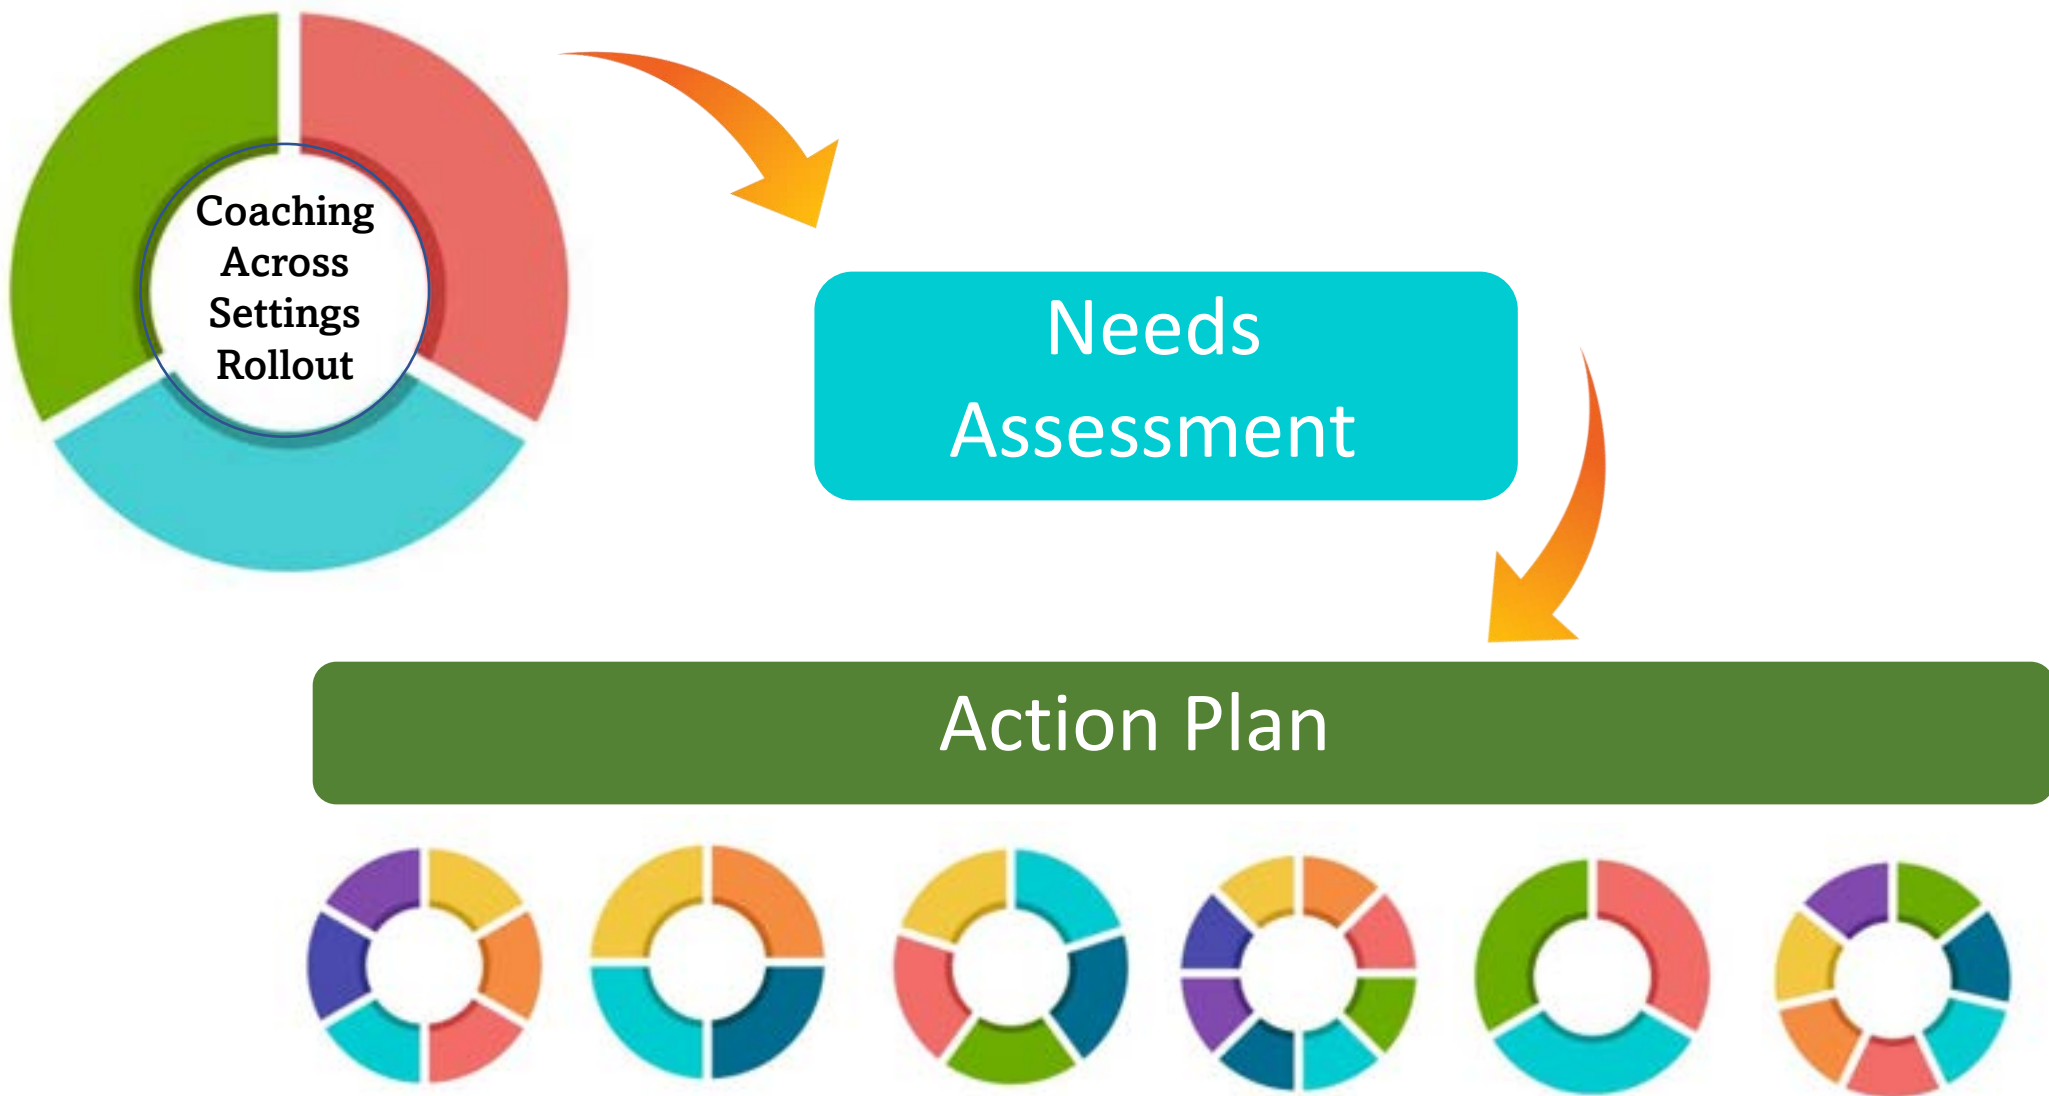 Coaching
Across
Settings
Rollout
Needs
Assessment
Action Plan